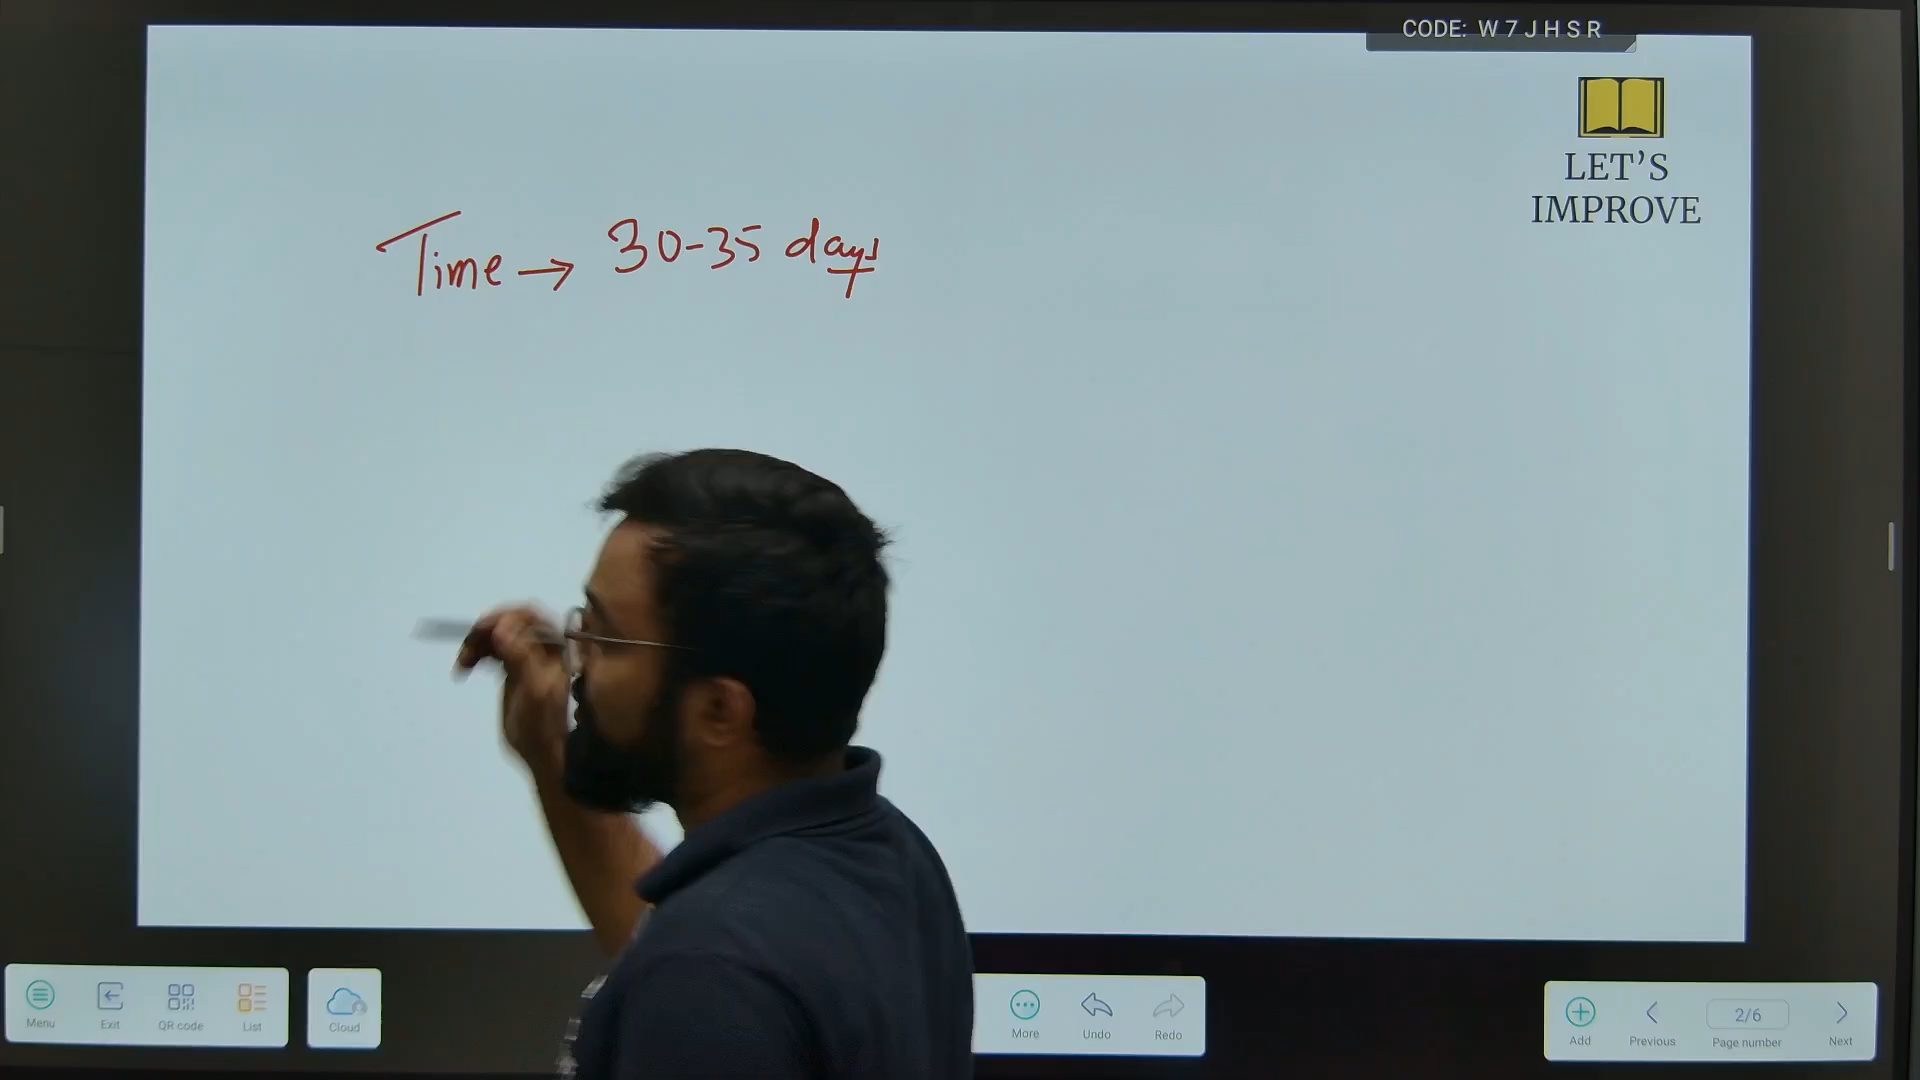 CODE: W7JHSR
LET'S
IMPROVE
Time → 30-35 days
Menu
Exit
QR code
List
Cloud
More
Undo
Redo
Add
Previous
2/6
Page number
Next